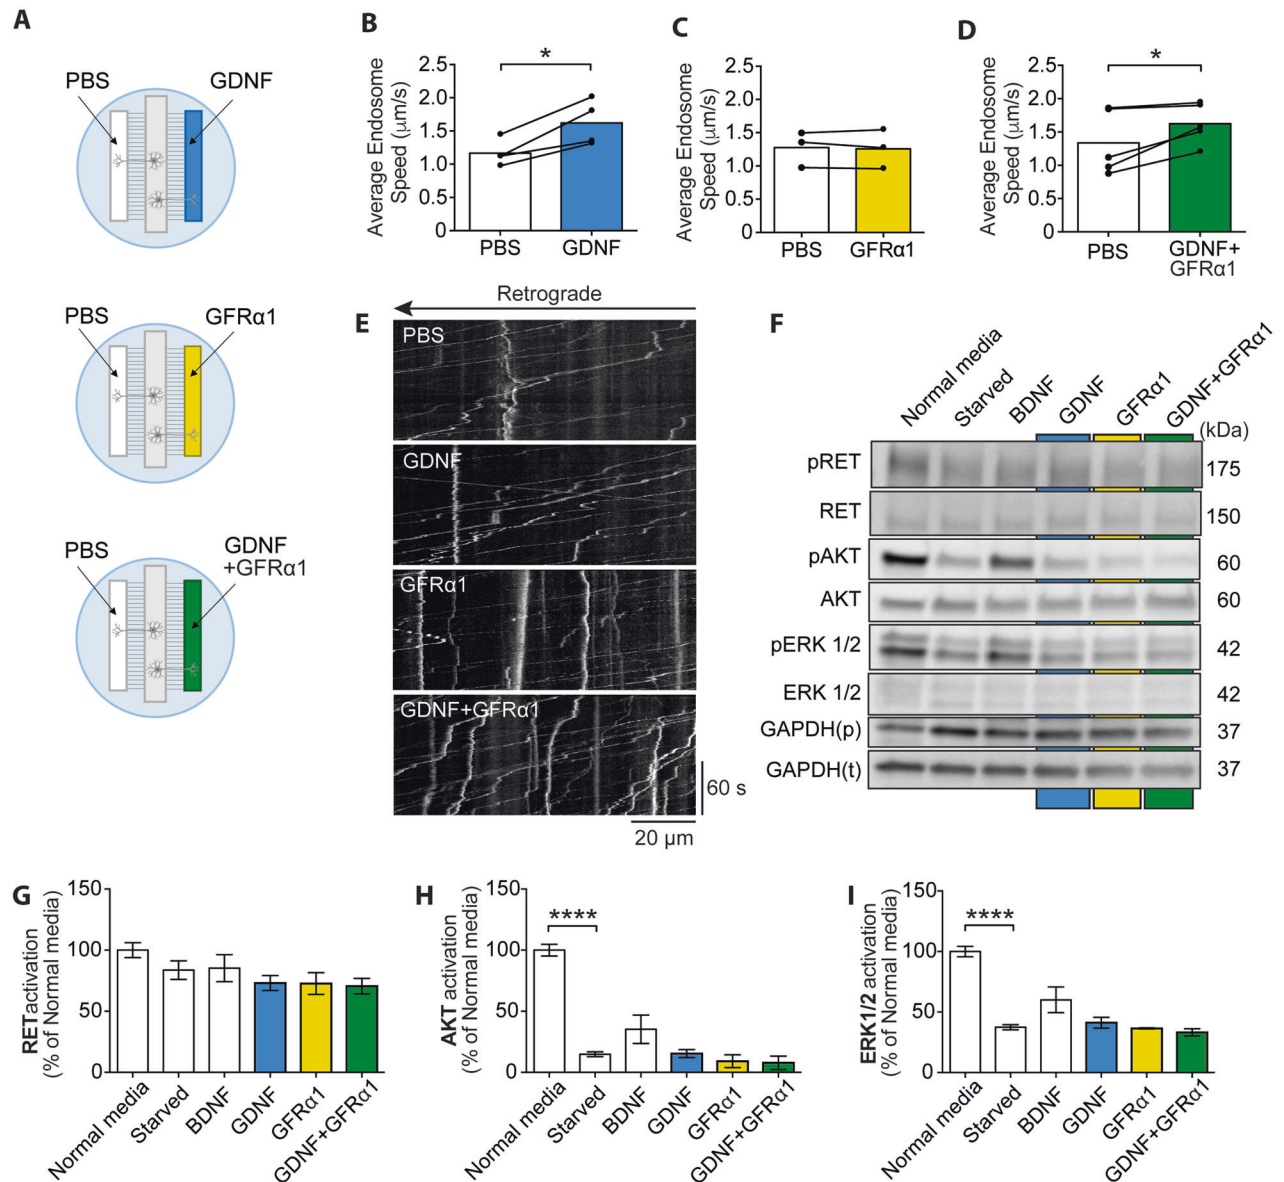 A
PBS
GDNF
PBS
GFRα1
PBS
GDNF
+GFRα1
B
*
Average Endosome
Speed (μm/s)
2.5
2.0
1.5
1.0
0.5
0
PBS
GDNF
C
Average Endosome
Speed (μm/s)
2.5
2.0
1.5
1.0
0.5
0
PBS
GFRα1
D
*
Average Endosome
Speed (μm/s)
2.5
2.0
1.5
1.0
0.5
0
PBS
GDNF+
GFRα1
E
Retrograde
PBS
GDNF
GFRα1
GDNF+GFRα1
60 s
20 μm
F
Normal media
Starved
BDNF
GDNF
GFRα1
GDNF+GFRα1
(kDa)
pRET
175
RET
150
pAKT
60
AKT
60
pERK 1/2
42
ERK 1/2
42
GAPDH(p)
37
GAPDH(t)
37
G
RET activation
(% of Normal media)
150
100
50
0
Normal media
Starved
BDNF
GDNF
GFRα1
GDNF+GFRα1
H
****
AKT activation
(% of Normal media)
150
100
50
0
Normal media
Starved
BDNF
GDNF
GFRα1
GDNF+GFRα1
I
****
ERK1/2 activation
(% of Normal media)
150
100
50
0
Normal media
Starved
BDNF
GDNF
GFRα1
GDNF+GFRα1